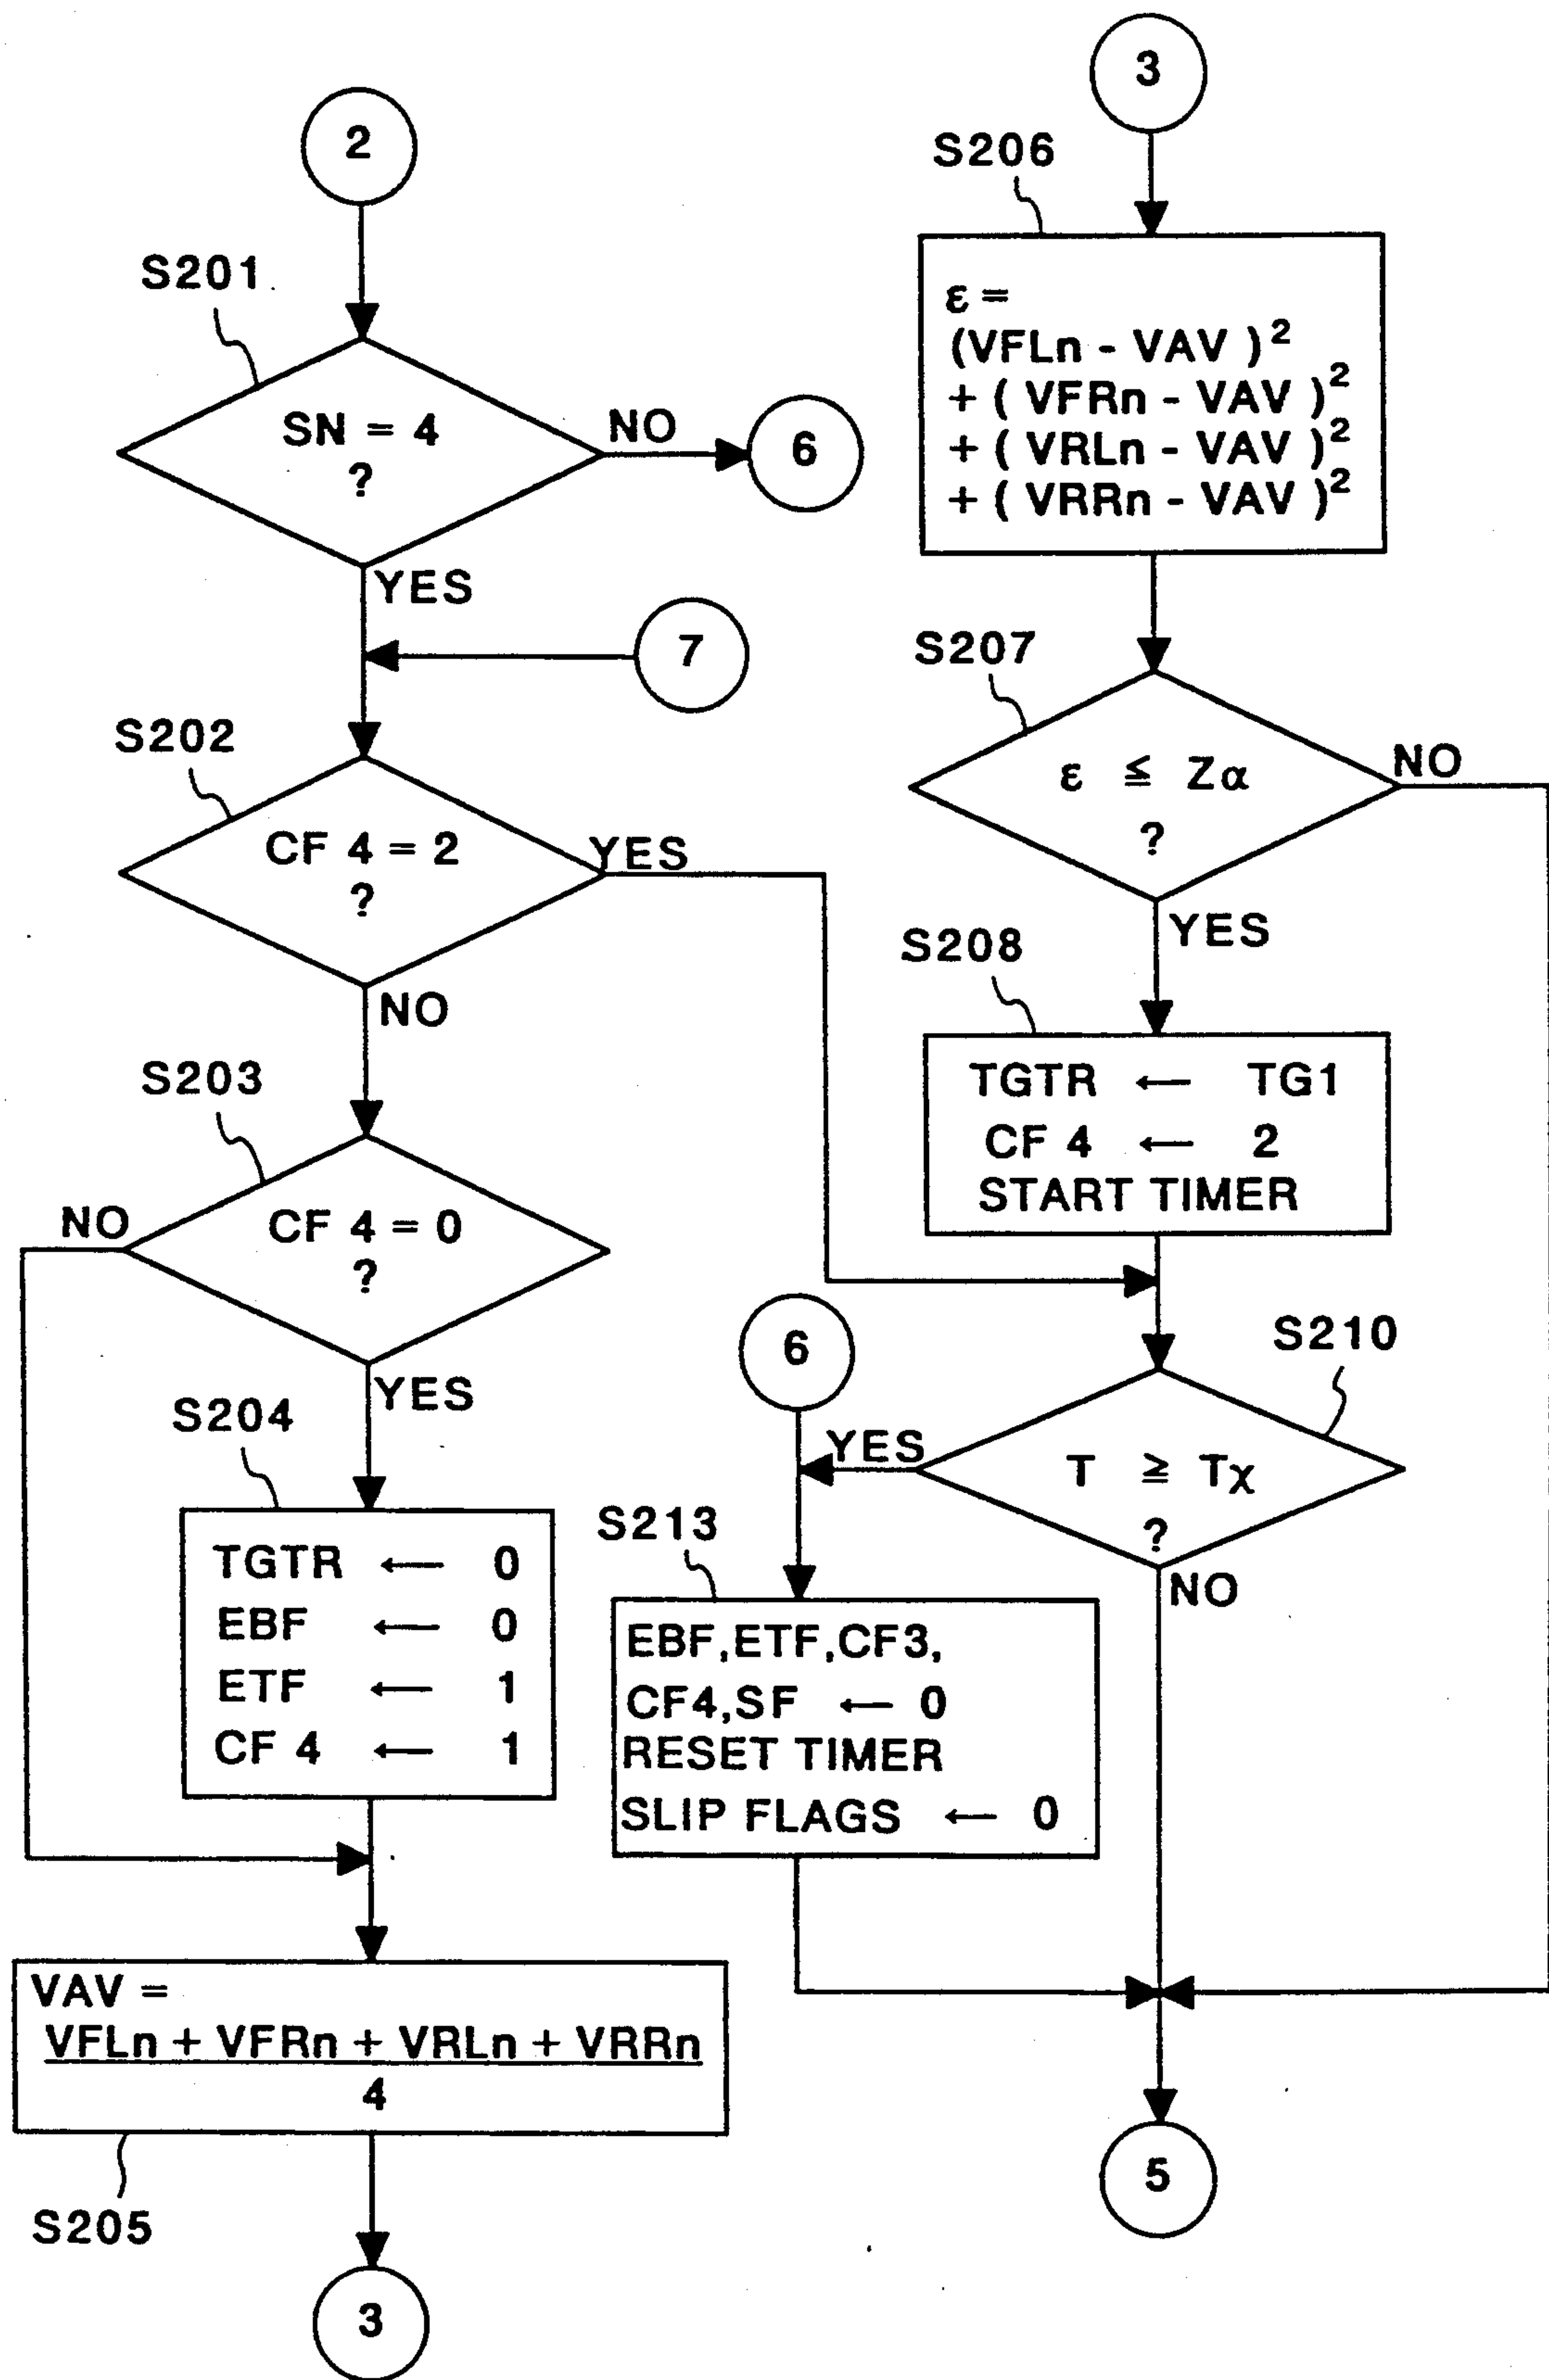 2
S201
SN = 4
?
NO
6
YES
7
S202
CF 4 = 2
?
YES
NO
S203
NO
CF 4 = 0
?
YES
S204
TGTR ← 0
EBF ← 0
ETF ← 1
CF 4 ← 1
VAV =
VFLn + VFRn + VRLn + VRRn
4
S205
3
3
S206
ε =
(VFLn - VAV )²
+ ( VFRn - VAV )²
+ ( VRLn - VAV )²
+ ( VRRn - VAV )²
S207
ε ≦ Zα
?
NO
YES
S208
TGTR ← TG1
CF 4 ← 2
START TIMER
6
S210
YES
T ≧ Tχ
?
NO
S213
EBF,ETF,CF3,
CF4,SF ← 0
RESET TIMER
SLIP FLAGS ← 0
5